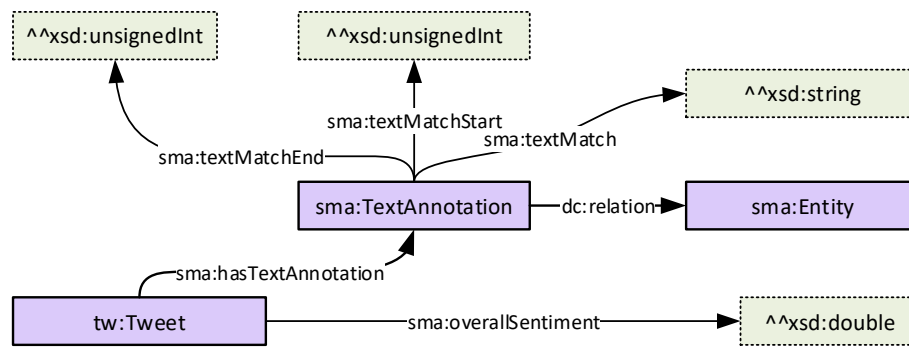 ^^xsd:unsignedInt
^^xsd:unsignedInt
^^xsd:string
sma:textMatchStart
sma:textMatch
sma:textMatchEnd
sma:TextAnnotation
dc:relation
sma:Entity
sma:hasTextAnnotation
tw:Tweet
sma:overallSentiment
^^xsd:double